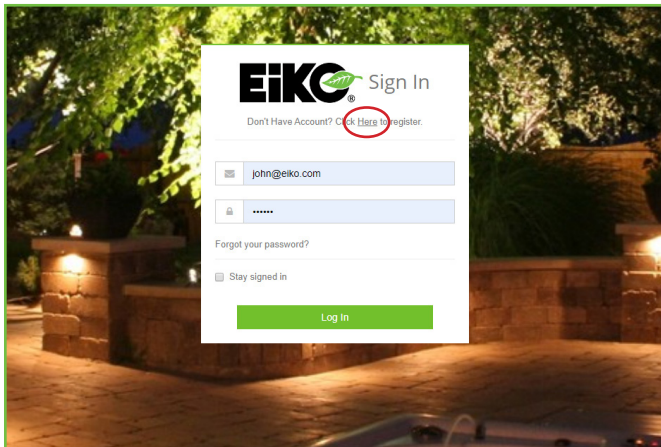 EiKO® Sign In
Don't Have Account? Click Here to register.
john@eiko.com
••••••
Forgot your password?
Stay signed in
Log In